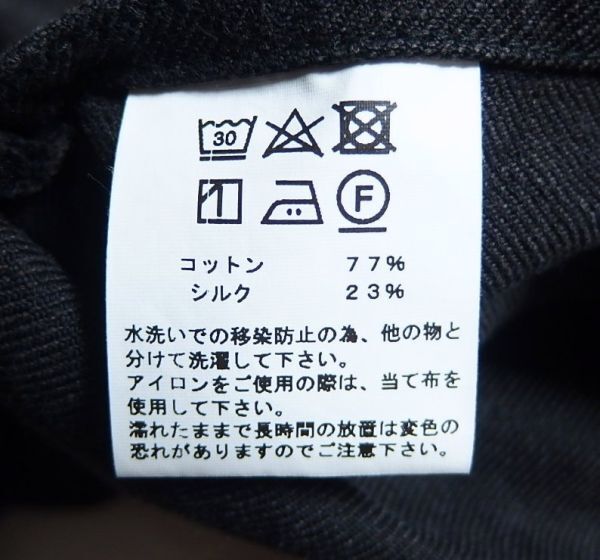 30
F
コットン 77%
シルク 23%
水洗いでの移染防止の為、他の物と
分けて洗濯して下さい。
アイロンをご使用の際は、当て布を
使用して下さい。
濡れたままで長時間の放置は変色の
恐れがありますのでご注意下さい。